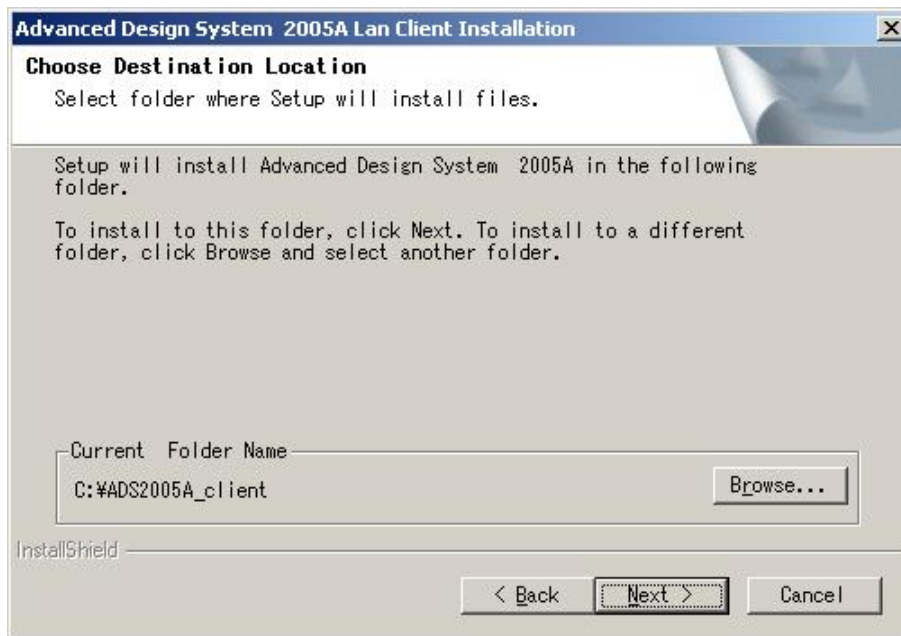 Advanced Design System 2005A Lan Client Installation
Choose Destination Location
Select folder where Setup will install files.
Setup will install Advanced Design System 2005A in the following
folder.
To install to this folder, click Next. To install to a different
folder, click Browse and select another folder.
Current Folder Name
C:¥ADS2005A_client
Browse...
InstallShield
< Back
Next >
Cancel